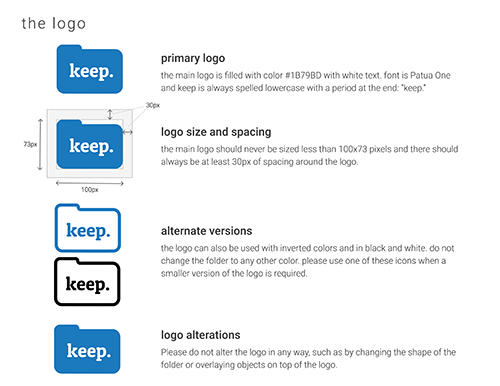 the logo
keep.
primary logo
the main logo is filled with color #1B79BD with white text. font is Patua One
and keep is always spelled lowercase with a period at the end: “keep.”
30px
73px
keep.
100px
logo size and spacing
the main logo should never be sized less than 100x73 pixels and there should
always be at least 30px of spacing around the logo.
keep.
keep.
alternate versions
the logo can also be used with inverted colors and in black and white. do not
change the folder to any other color. please use one of these icons when a
smaller version of the logo is required.
keep.
logo alterations
Please do not alter the logo in any way, such as by changing the shape of the
folder or overlaying objects on top of the logo.